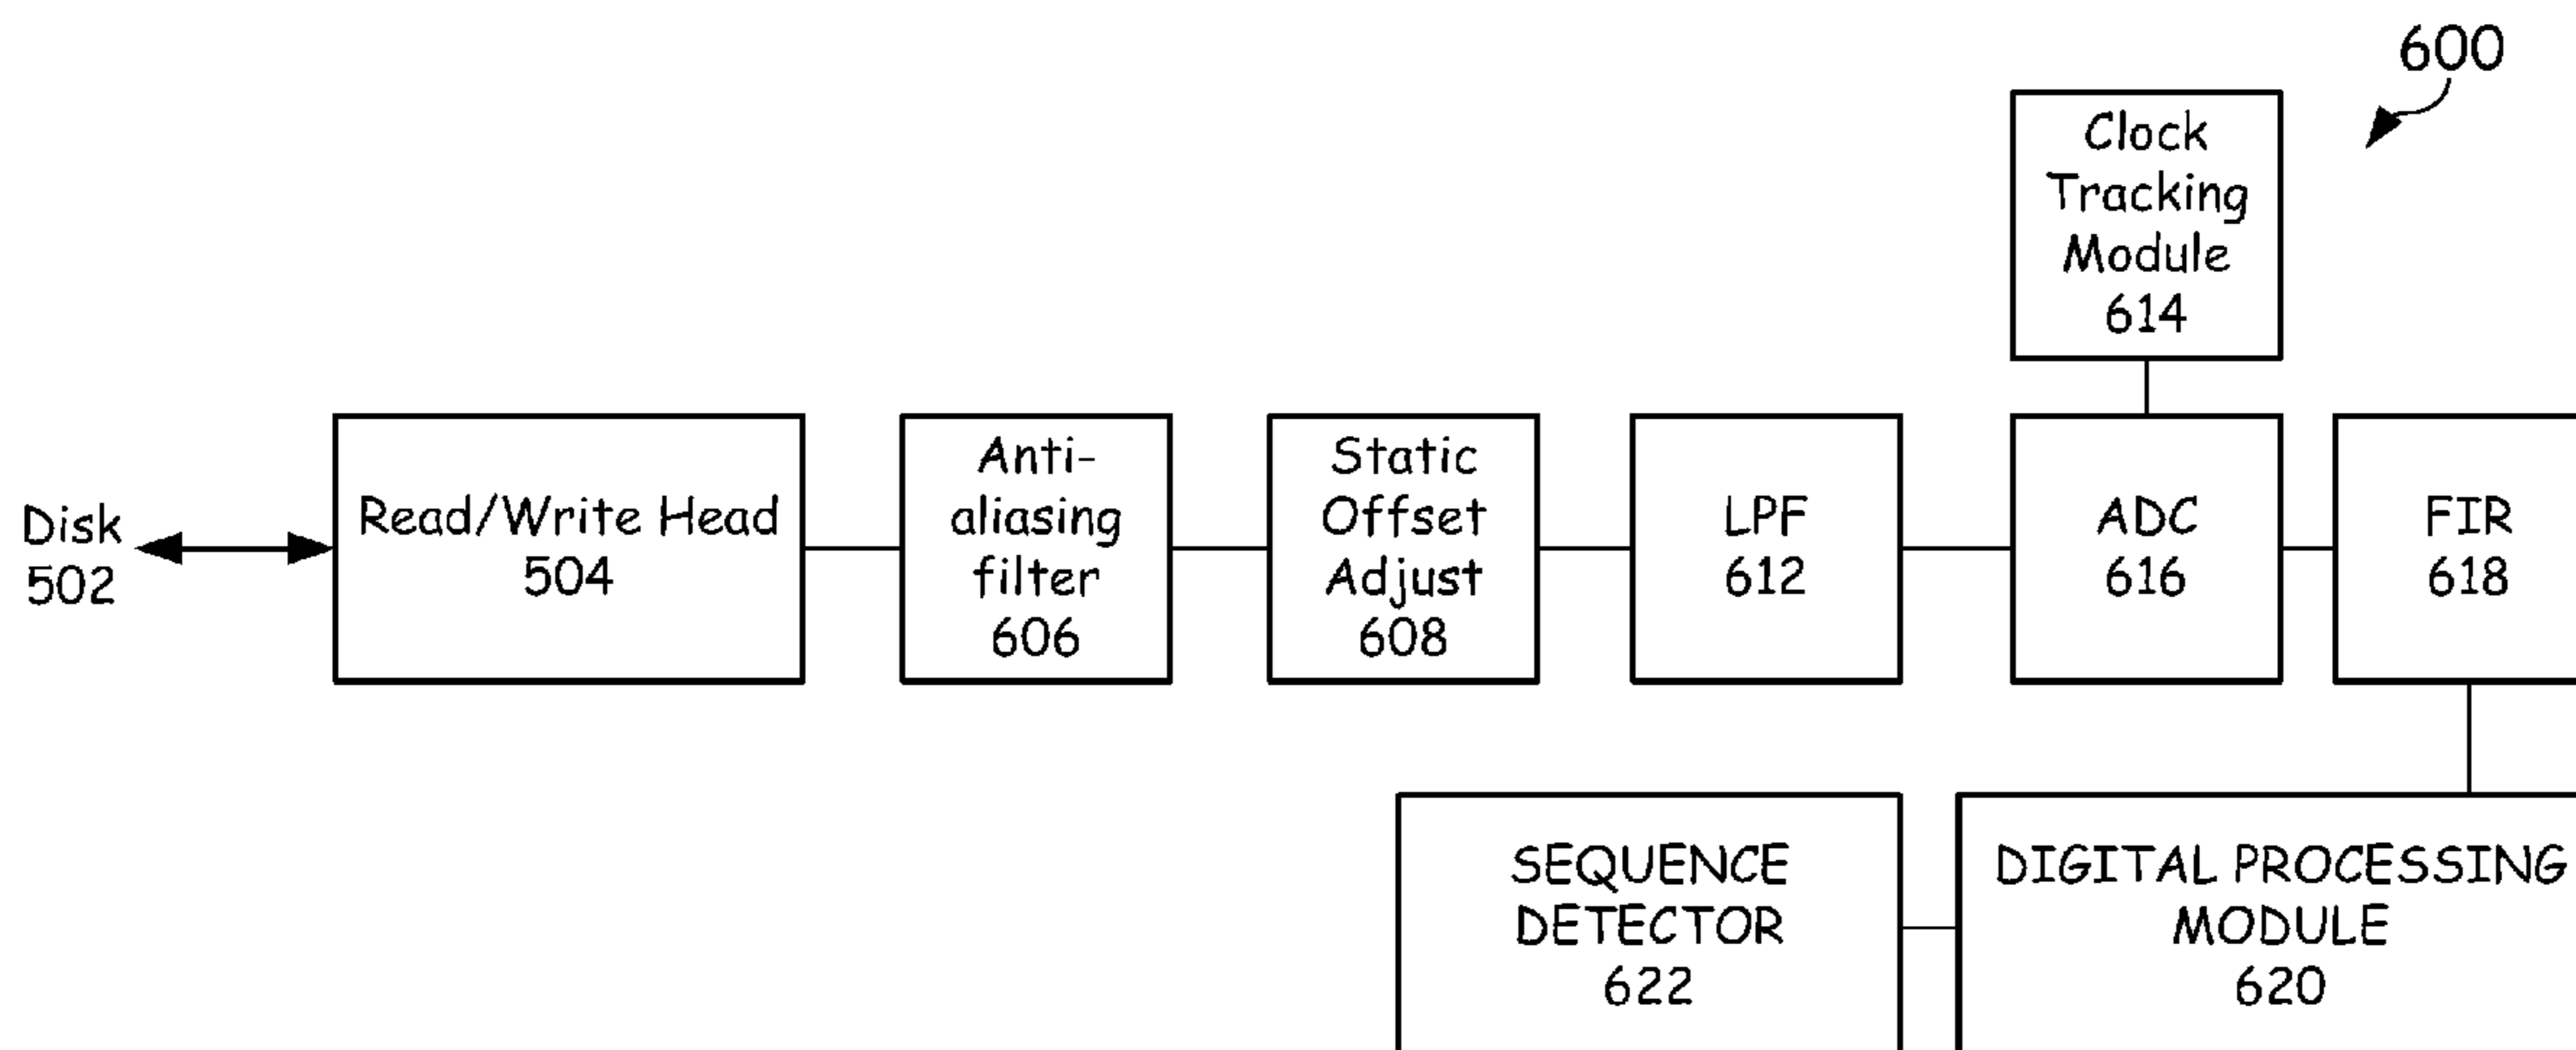 600
Clock
Tracking
Module
614
Disk
502
Read/Write Head
504
Anti-
aliasing
filter
606
Static
Offset
Adjust
608
LPF
612
ADC
616
FIR
618
SEQUENCE
DETECTOR
622
DIGITAL PROCESSING
MODULE
620